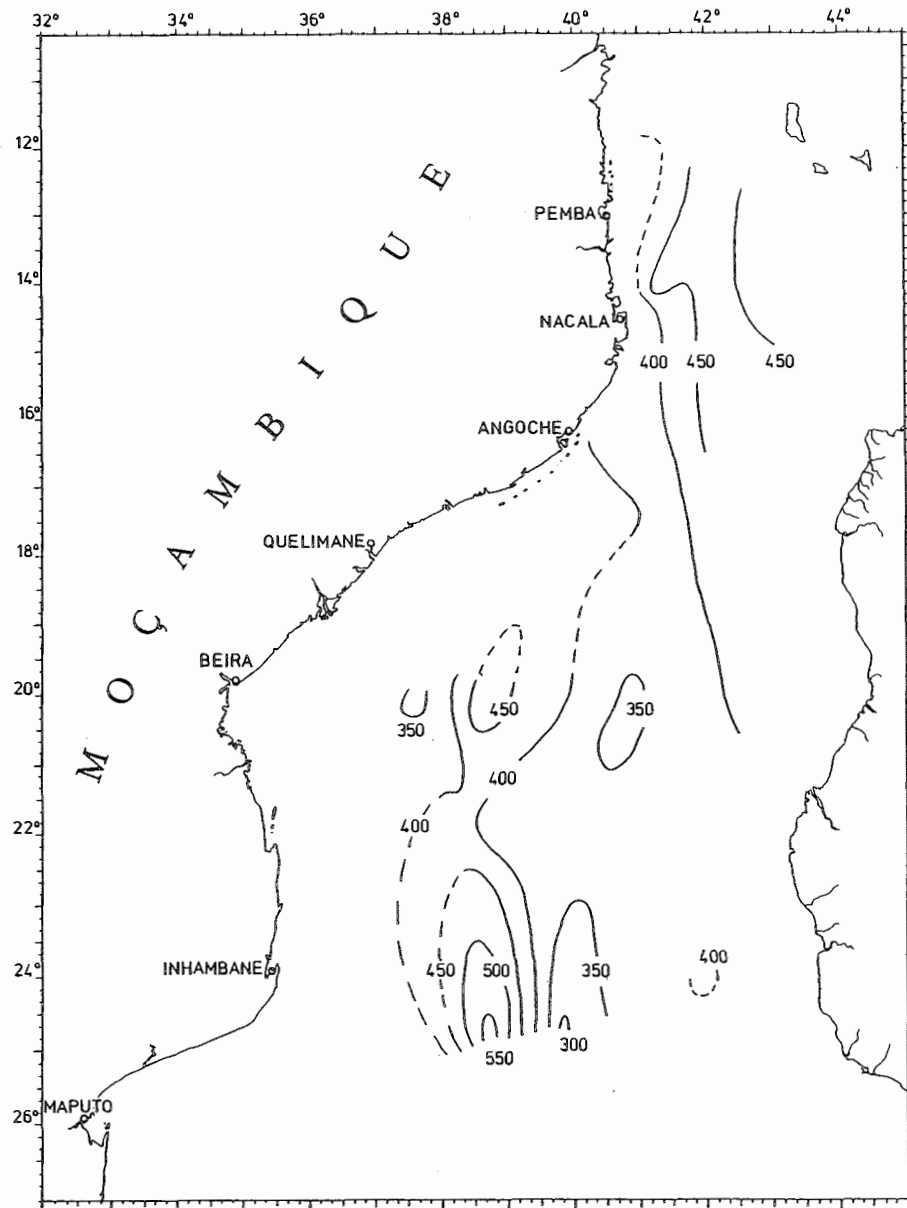 32° 34° 36° 38° 40° 42° 44°
12°
PEMBA
14°
NACALA
400 450 450
16°
ANGOCHE
MOÇAMBIQUE
QUELIMANE
18°
BEIRA
20°
350 450 350
400
400
22°
INHAMBANE
24°
450 500 350 400
550 300
MAPUTO
26°